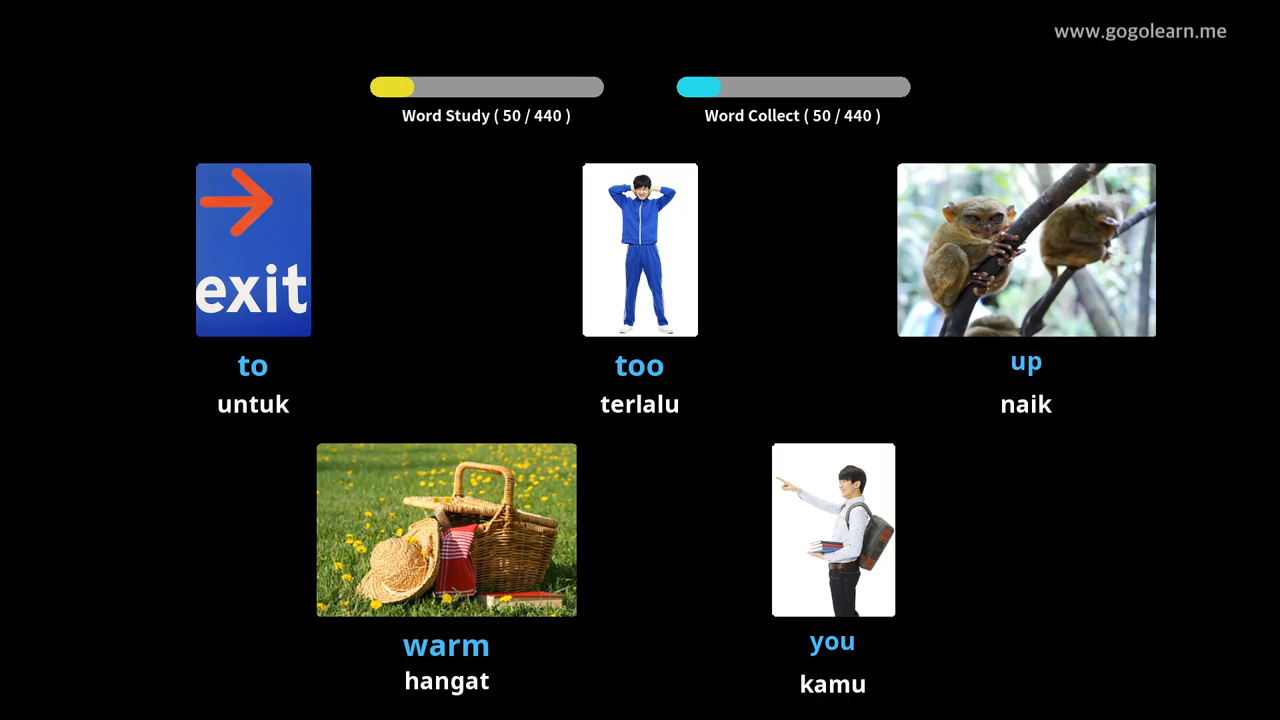 www.gogolearn.me
Word Study ( 50 / 440 )
Word Collect ( 50 / 440 )
exit
to
untuk
too
terlalu
up
naik
warm
hangat
you
kamu